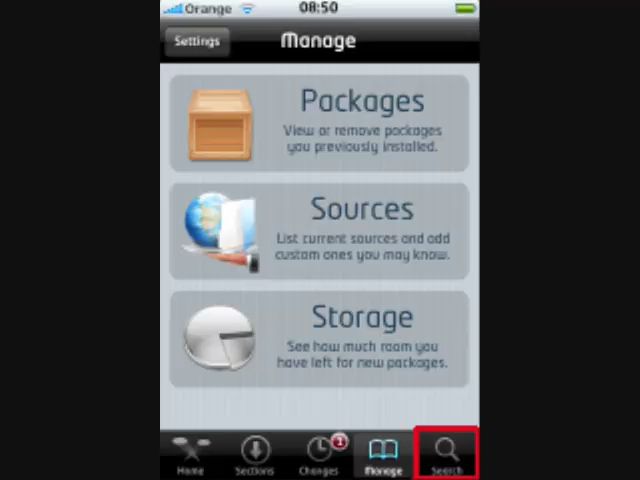 Orange
08:50
Settings
Manage
Packages
View or remove packages
you previously installed.
Sources
List current sources and add
custom ones you may know.
Storage
See how much room you
have left for new packages.
1
Home
Sections
Changes
Manage
Search